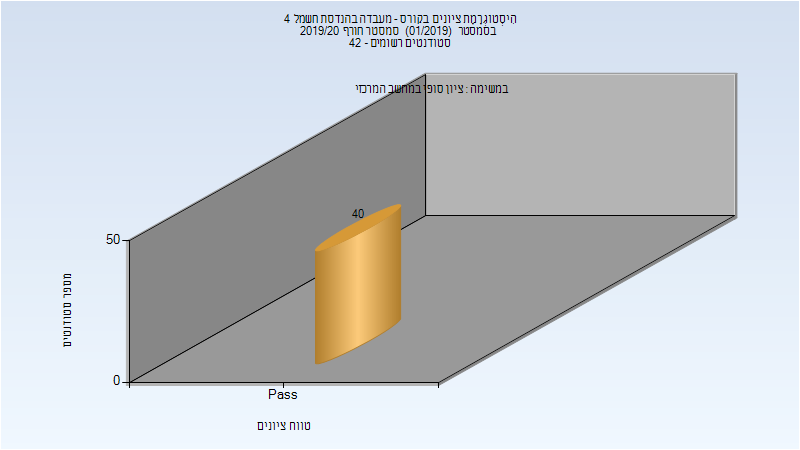 היסטוגרמת ציונים בקורס - מעבדה בהנדסת חשמל 4
בסמסטר (01/2019) סמסטר חורף 2019/20
סטודנטים רשומים - 42
במשימה : ציון סופי במחשב המרכזי
40
50
מספר סטודנטים
0
Pass
טווח ציונים